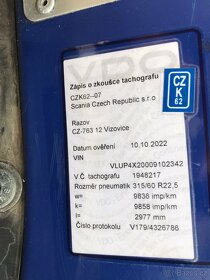 Zápis o zkoušce tachografu
CZK62--07
Scania Czech Republic s.r.o
CZ
K
62
Razov
CZ-763 12 Vizovice
Datum ověření 10.10.2022
VIN
VLUP4X20009102342
V.Č. tachografu 1948217
Rozměr pneumatik 315/60 R22,5
w= 9836 imp/km
k= 9858 imp/km
l= 2977 mm
Číslo protokolu V179/4326786